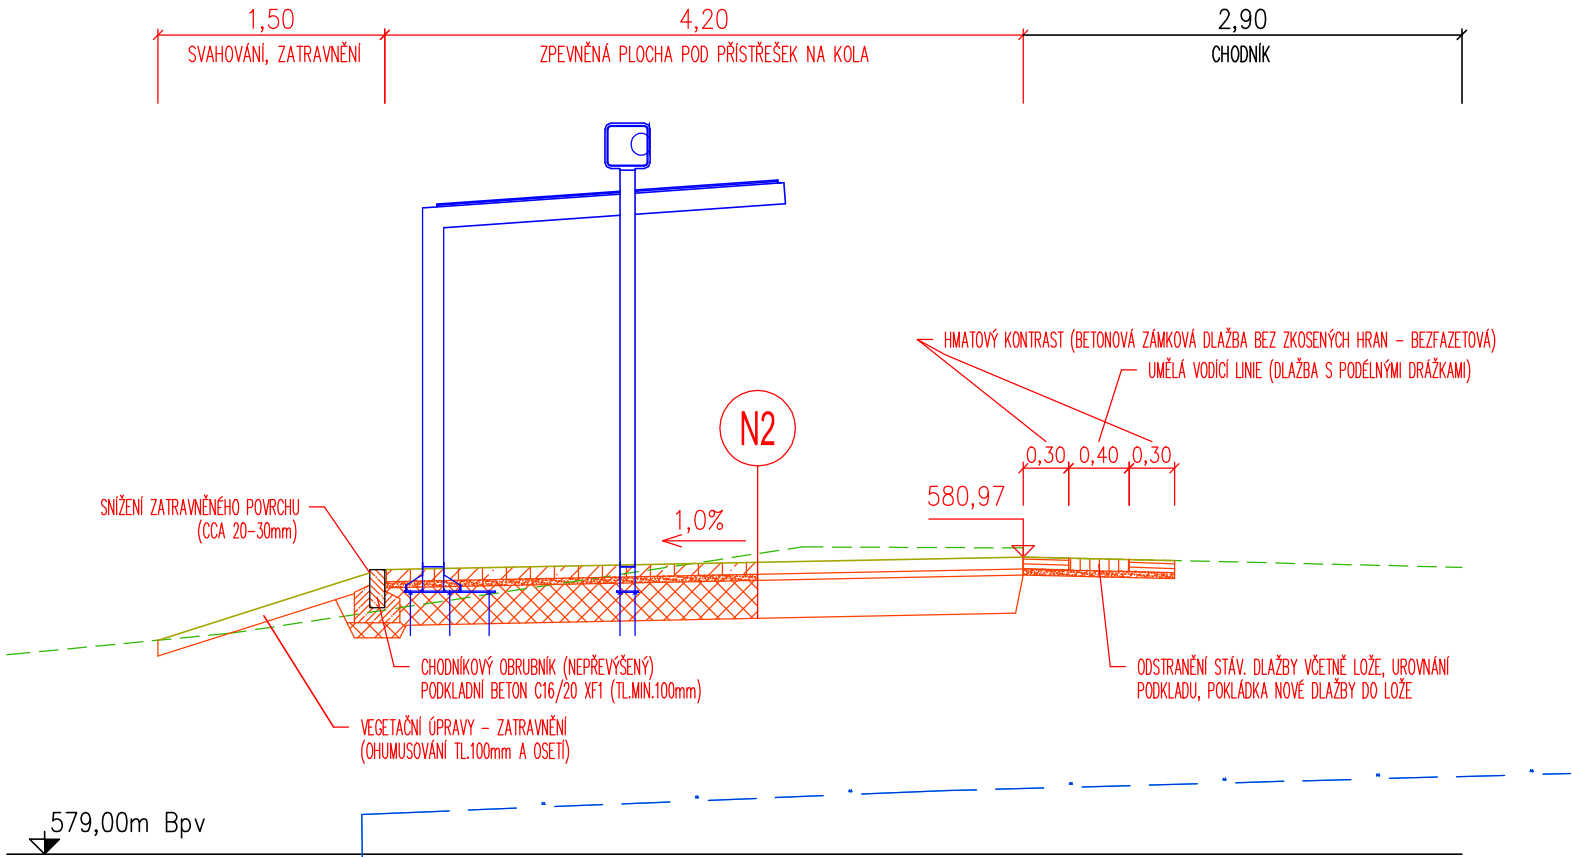 1,50
4,20
2,90
SVAHOVÁNÍ, ZATRAVNĚNÍ
ZPEVNĚNÁ PLOCHA POD PŘÍSTŘEŠEK NA KOLA
CHODNÍK
HMATOVÝ KONTRAST (BETONOVÁ ZÁMKOVÁ DLAŽBA BEZ ZKOSENÝCH HRAN - BEZFAZETOVÁ)
UMĚLÁ VODÍCÍ LINIE (DLAŽBA S PODÉLNÝMI DRÁŽKAMI)
N2
0,30
0,40
0,30
580,97
SNÍŽENÍ ZATRAVNĚNÉHO POVRCHU
(CCA 20-30mm)
1,0%
CHODNÍKOVÝ OBRUBNÍK (NEPŘEVÝŠENÝ)
PODKLADNÍ BETON C16/20 XF1 (TL.MIN.100mm)
ODSTRANĚNÍ STÁV. DLAŽBY VČETNĚ LOŽE, UROVNÁNÍ
PODKLADU, POKLÁDKA NOVÉ DLAŽBY DO LOŽE
VEGETAČNÍ ÚPRAVY - ZATRAVNĚNÍ
(OHUMUSOVÁNÍ TL.100mm A OSETÍ)
579,00m Bpv